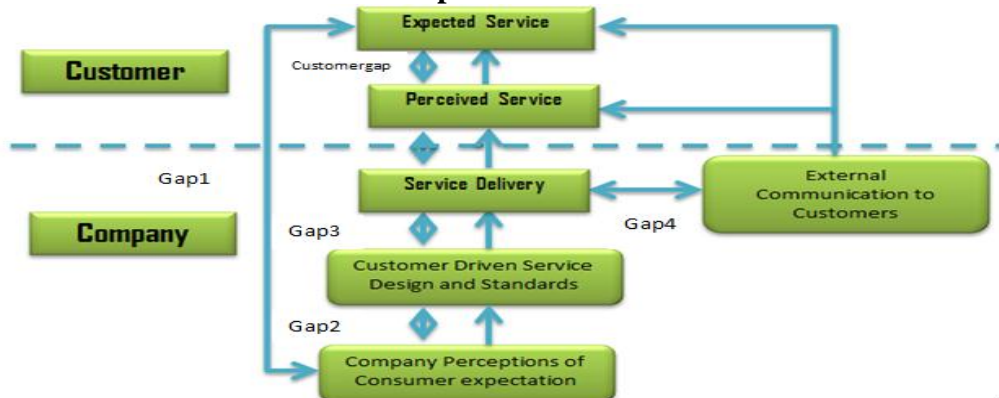 Expected Service
Customergap
Customer
Perceived Service
Gap1
Service Delivery
External
Communication to
Customers
Company
Gap3
Gap4
Customer Driven Service
Design and Standards
Gap2
Company Perceptions of
Consumer expectation